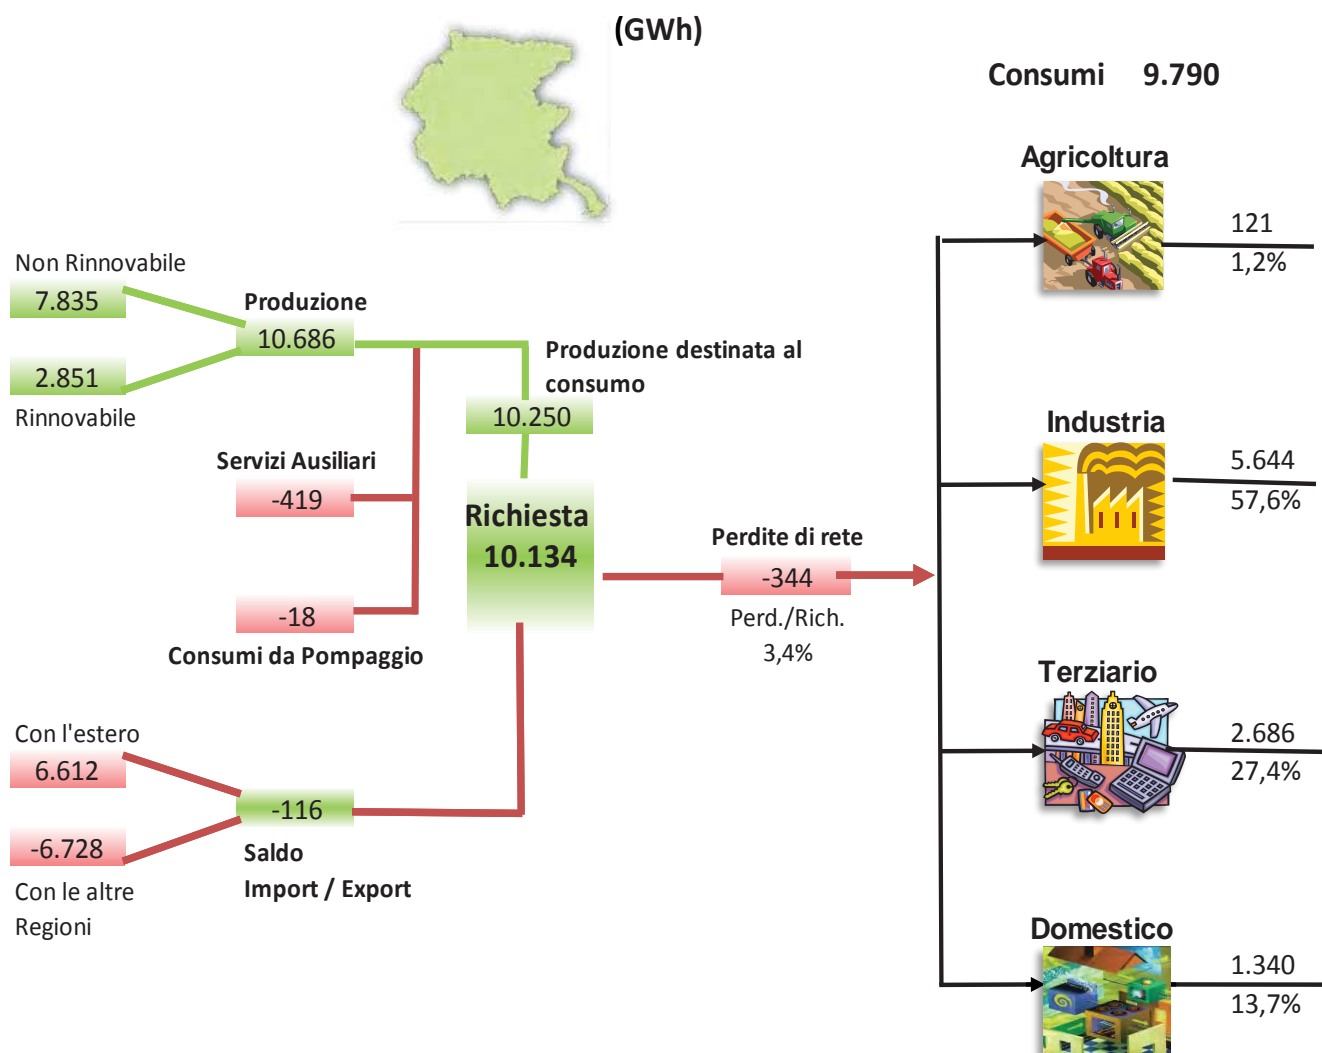 (GWh)
Consumi 9.790
Agricoltura
121
1,2%
Non Rinnovabile
7.835
Produzione
10.686
2.851
Rinnovabile
Produzione destinata al
consumo
10.250
Servizi Ausiliari
-419
Richiesta
10.134
-18
Consumi da Pompaggio
Perdite di rete
-344
Perd./Rich.
3,4%
Industria
5.644
57,6%
Con l'estero
6.612
-116
-6.728
Saldo
Import / Export
Con le altre
Regioni
Terziario
2.686
27,4%
Domestico
1.340
13,7%